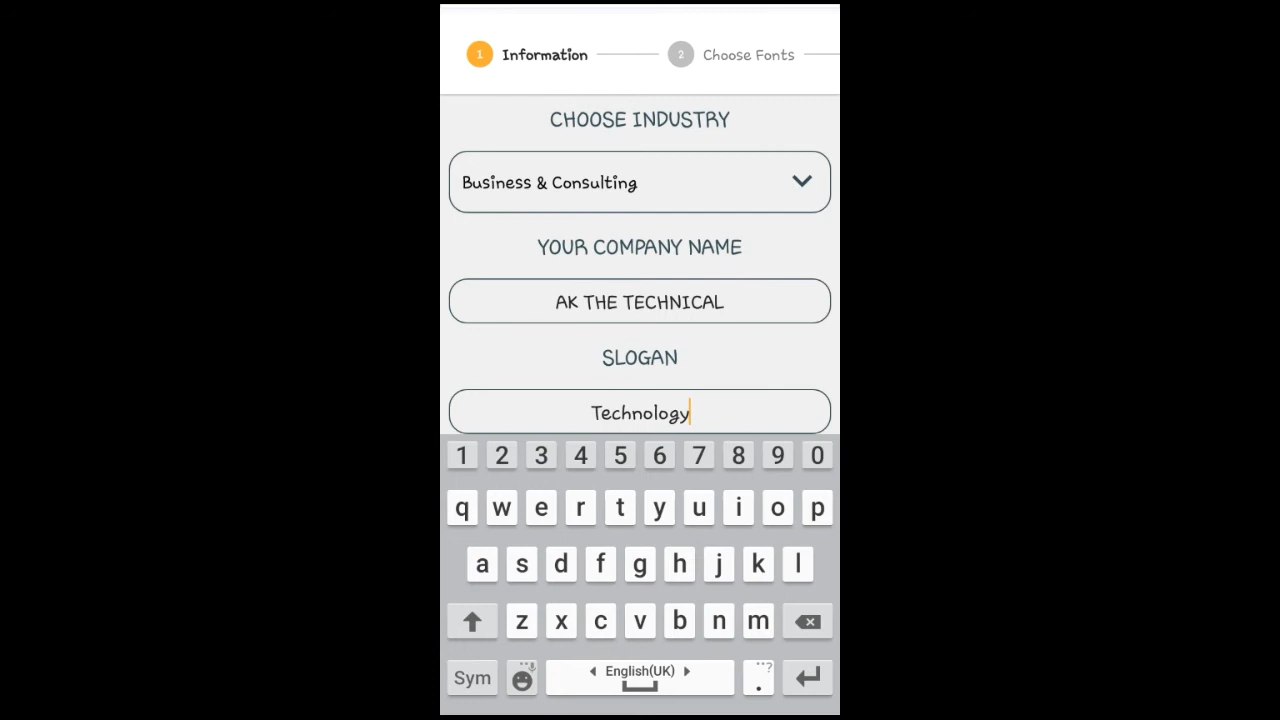 1 Information 2 Choose Fonts
CHOOSE INDUSTRY
Business & Consulting
YOUR COMPANY NAME
AK THE TECHNICAL
SLOGAN
Technology
1 2 3 4 5 6 7 8 9 0
q w e r t y u i o p
a s d f g h j k l
z x c v b n m
Sym English(UK) . ...?